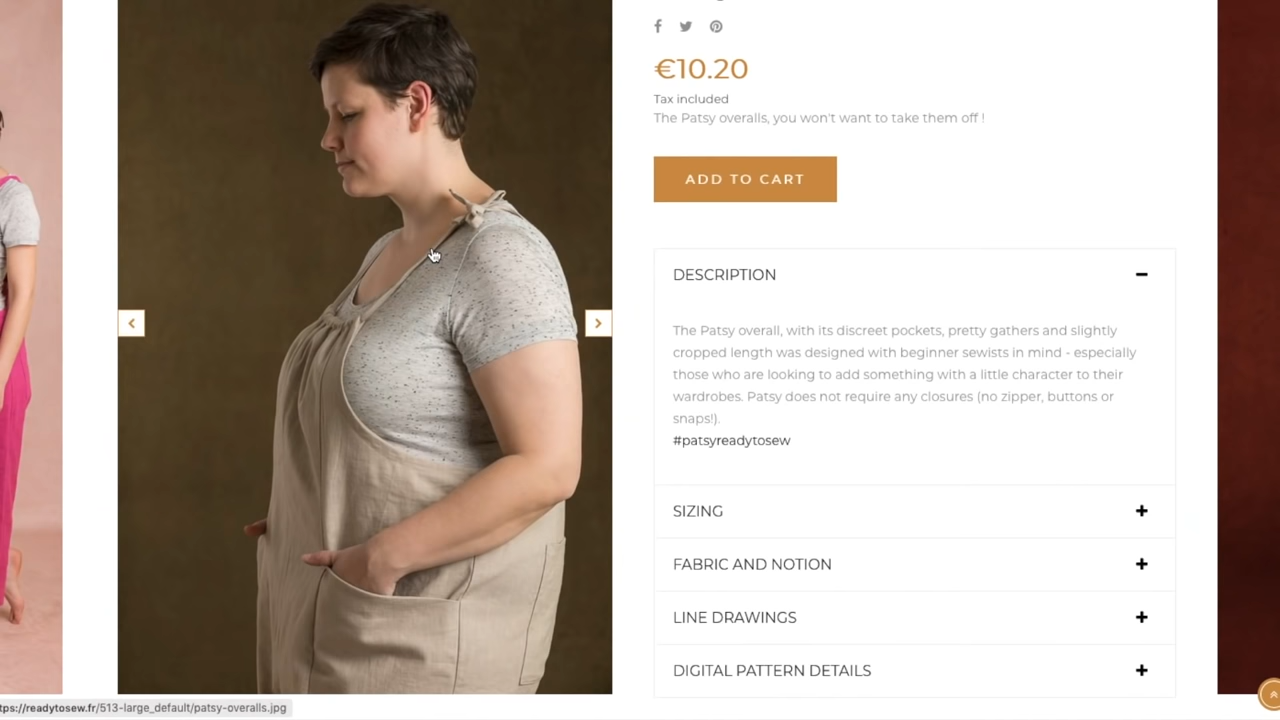 €10.20
Tax included
The Patsy overalls, you won't want to take them off !
ADD TO CART
DESCRIPTION
The Patsy overall, with its discreet pockets, pretty gathers and slightly
cropped length was designed with beginner sewists in mind - especially
those who are looking to add something with a little character to their
wardrobes. Patsy does not require any closures (no zipper, buttons or
snaps!).
#patsyreadytosew
SIZING
FABRIC AND NOTION
LINE DRAWINGS
DIGITAL PATTERN DETAILS
tps://readytosew.fr/513-large_default/patsy-overalls.jpg